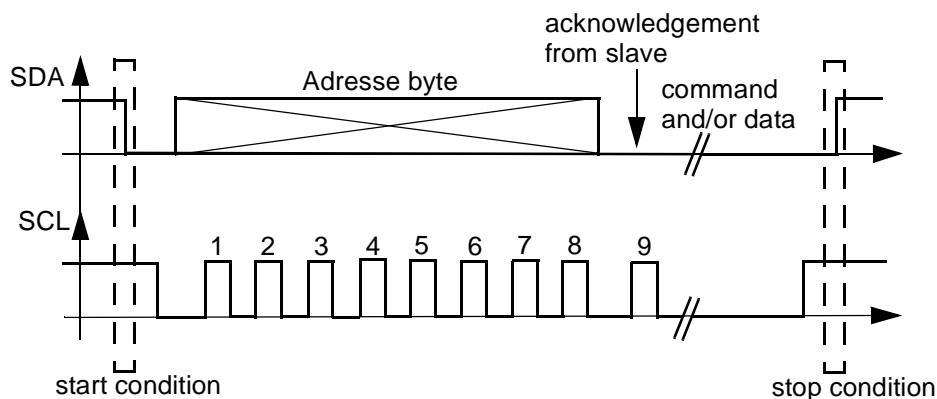 acknowledgement
from slave
SDA
Adresse byte
command
and/or data
SCL
1 2 3 4 5 6 7 8 9
start condition
stop condition